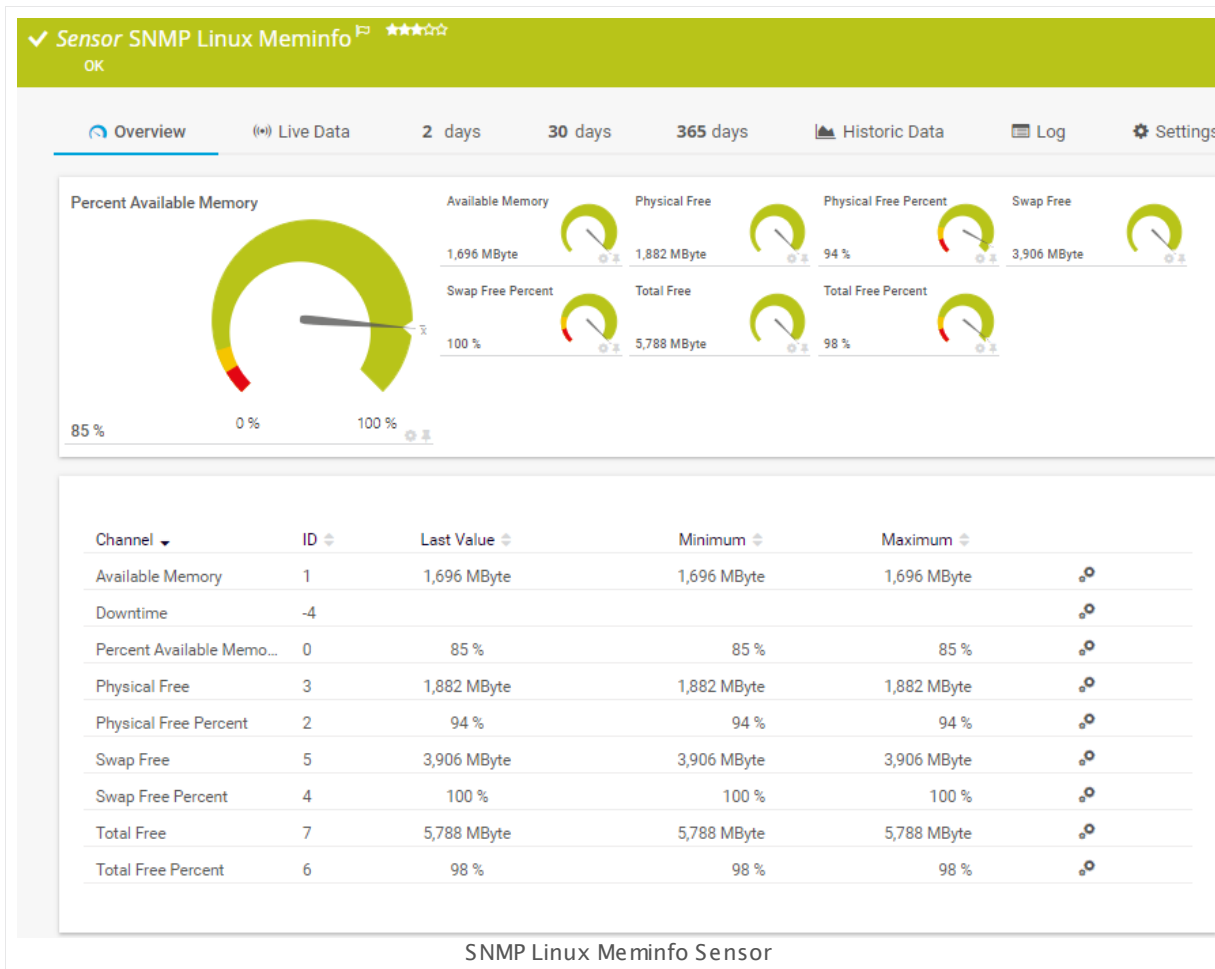 Sensor SNMP Linux Meminfo
OK
Overview Live Data 2 days 30 days 365 days Historic Data Log Settings
Percent Available Memory
85 %
0 %
100 %
x̄
Available Memory
1,696 MByte
Physical Free
1,882 MByte
Physical Free Percent
94 %
Swap Free
3,906 MByte
Swap Free Percent
100 %
Total Free
5,788 MByte
Total Free Percent
98 %
Channel ID Last Value Minimum Maximum
Available Memory 1 1,696 MByte 1,696 MByte 1,696 MByte
Downtime -4
Percent Available Memo... 0 85 % 85 % 85 %
Physical Free 3 1,882 MByte 1,882 MByte 1,882 MByte
Physical Free Percent 2 94 % 94 % 94 %
Swap Free 5 3,906 MByte 3,906 MByte 3,906 MByte
Swap Free Percent 4 100 % 100 % 100 %
Total Free 7 5,788 MByte 5,788 MByte 5,788 MByte
Total Free Percent 6 98 % 98 % 98 %
SNMP Linux Meminfo Sensor